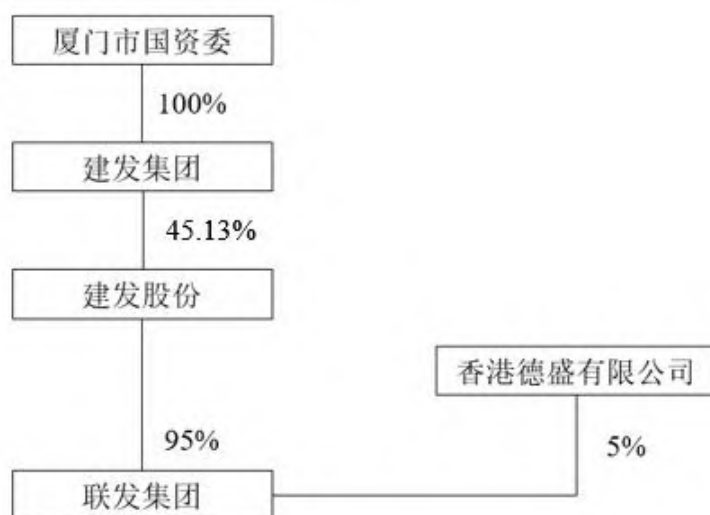 厦门市国资委
100%
建发集团
45.13%
建发股份
香港德盛有限公司
95%
5%
联发集团